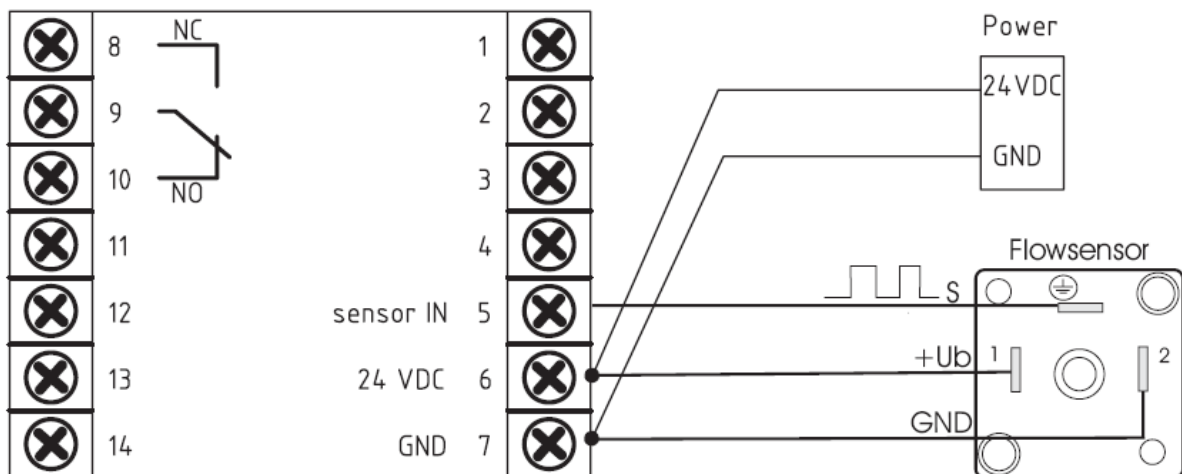 Power
8 NC 1
24VDC
9 2
GND
10 NO 3
11 4
Flowsensor
12 sensor IN 5 S
13 24 VDC 6 +Ub 1 2
14 GND 7 GND